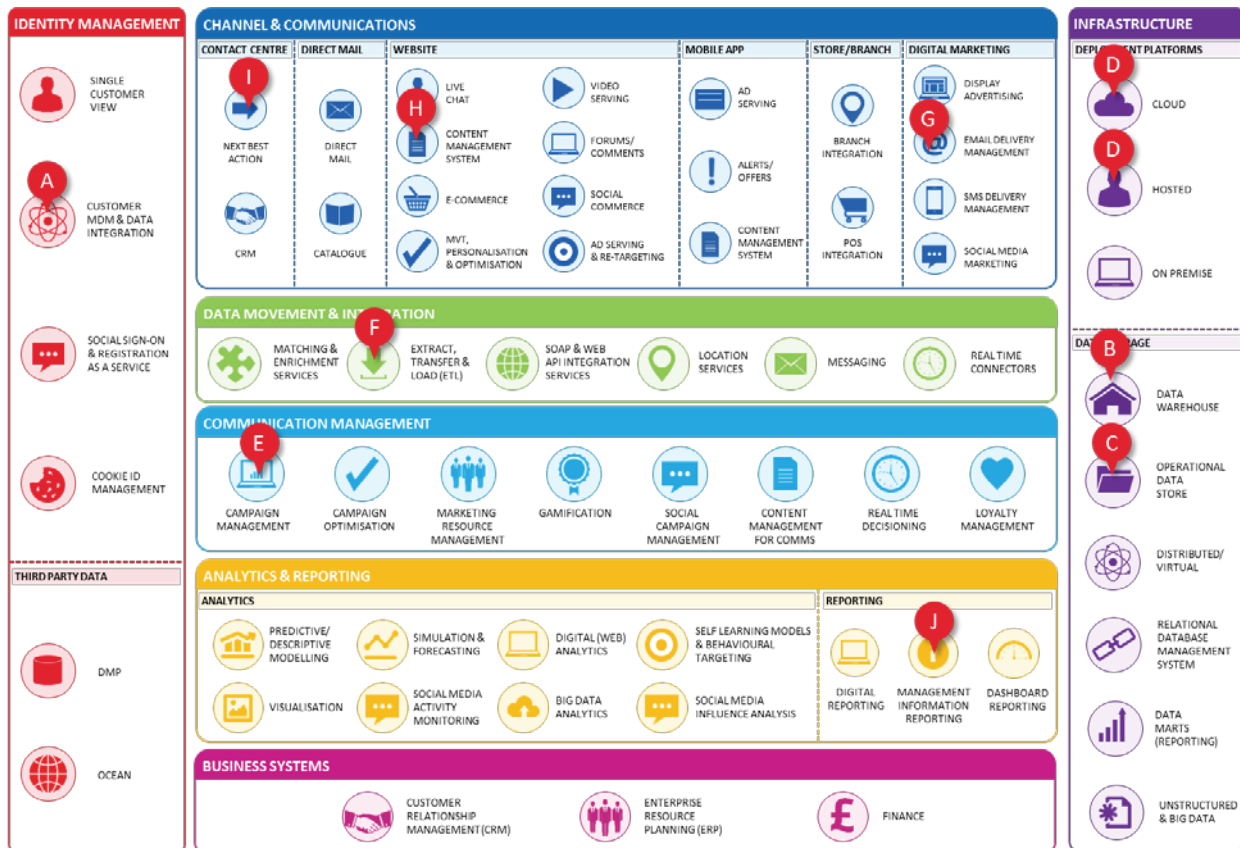 IDENTITY MANAGEMENT
SINGLE
CUSTOMER
VIEW
A
CUSTOMER
MDM & DATA
INTEGRATION
SOCIAL SIGN-ON
& REGISTRATION
AS A SERVICE
COOKIE ID
MANAGEMENT
THIRD PARTY DATA
DMP
OCEAN
CHANNEL & COMMUNICATIONS
CONTACT CENTRE
I
NEXT BEST
ACTION
CRM
DIRECT MAIL
DIRECT
MAIL
CATALOGUE
WEBSITE
LIVE
CHAT
H
CONTENT
MANAGEMENT
SYSTEM
E-COMMERCE
MVT,
PERSONALISATION
& OPTIMISATION
VIDEO
SERVING
FORUMS/
COMMENTS
SOCIAL
COMMERCE
AD SERVING
& RE-TARGETING
MOBILE APP
AD
SERVING
ALERTS/
OFFERS
CONTENT
MANAGEMENT
SYSTEM
STORE/BRANCH
BRANCH
INTEGRATION
POS
INTEGRATION
DIGITAL MARKETING
DISPLAY
ADVERTISING
G
@
EMAIL DELIVERY
MANAGEMENT
SMS DELIVERY
MANAGEMENT
SOCIAL MEDIA
MARKETING
DATA MOVEMENT & INTEGRATION
MATCHING &
ENRICHMENT
SERVICES
F
EXTRACT,
TRANSFER &
LOAD (ETL)
SOAP & WEB
API INTEGRATION
SERVICES
LOCATION
SERVICES
MESSAGING
REAL TIME
CONNECTORS
COMMUNICATION MANAGEMENT
E
CAMPAIGN
MANAGEMENT
CAMPAIGN
OPTIMISATION
MARKETING
RESOURCE
MANAGEMENT
GAMIFICATION
SOCIAL
CAMPAIGN
MANAGEMENT
CONTENT
MANAGEMENT
FOR COMMS
REAL TIME
DECISIONING
LOYALTY
MANAGEMENT
ANALYTICS & REPORTING
ANALYTICS
PREDICTIVE/
DESCRIPTIVE
MODELLING
SIMULATION &
FORECASTING
DIGITAL (WEB)
ANALYTICS
SELF LEARNING MODELS
& BEHAVIOURAL
TARGETING
VISUALISATION
SOCIAL MEDIA
ACTIVITY
MONITORING
BIG DATA
ANALYTICS
SOCIAL MEDIA
INFLUENCE ANALYSIS
REPORTING
J
DIGITAL
REPORTING
MANAGEMENT
INFORMATION
REPORTING
DASHBOARD
REPORTING
BUSINESS SYSTEMS
CUSTOMER
RELATIONSHIP
MANAGEMENT (CRM)
ENTERPRISE
RESOURCE
PLANNING (ERP)
£
FINANCE
INFRASTRUCTURE
DEPLOYMENT PLATFORMS
D
CLOUD
D
HOSTED
ON PREMISE
DATA STORAGE
B
DATA
WAREHOUSE
C
OPERATIONAL
DATA
STORE
DISTRIBUTED/
VIRTUAL
RELATIONAL
DATABASE
MANAGEMENT
SYSTEM
DATA
MARTS
(REPORTING)
UNSTRUCTURED
& BIG DATA